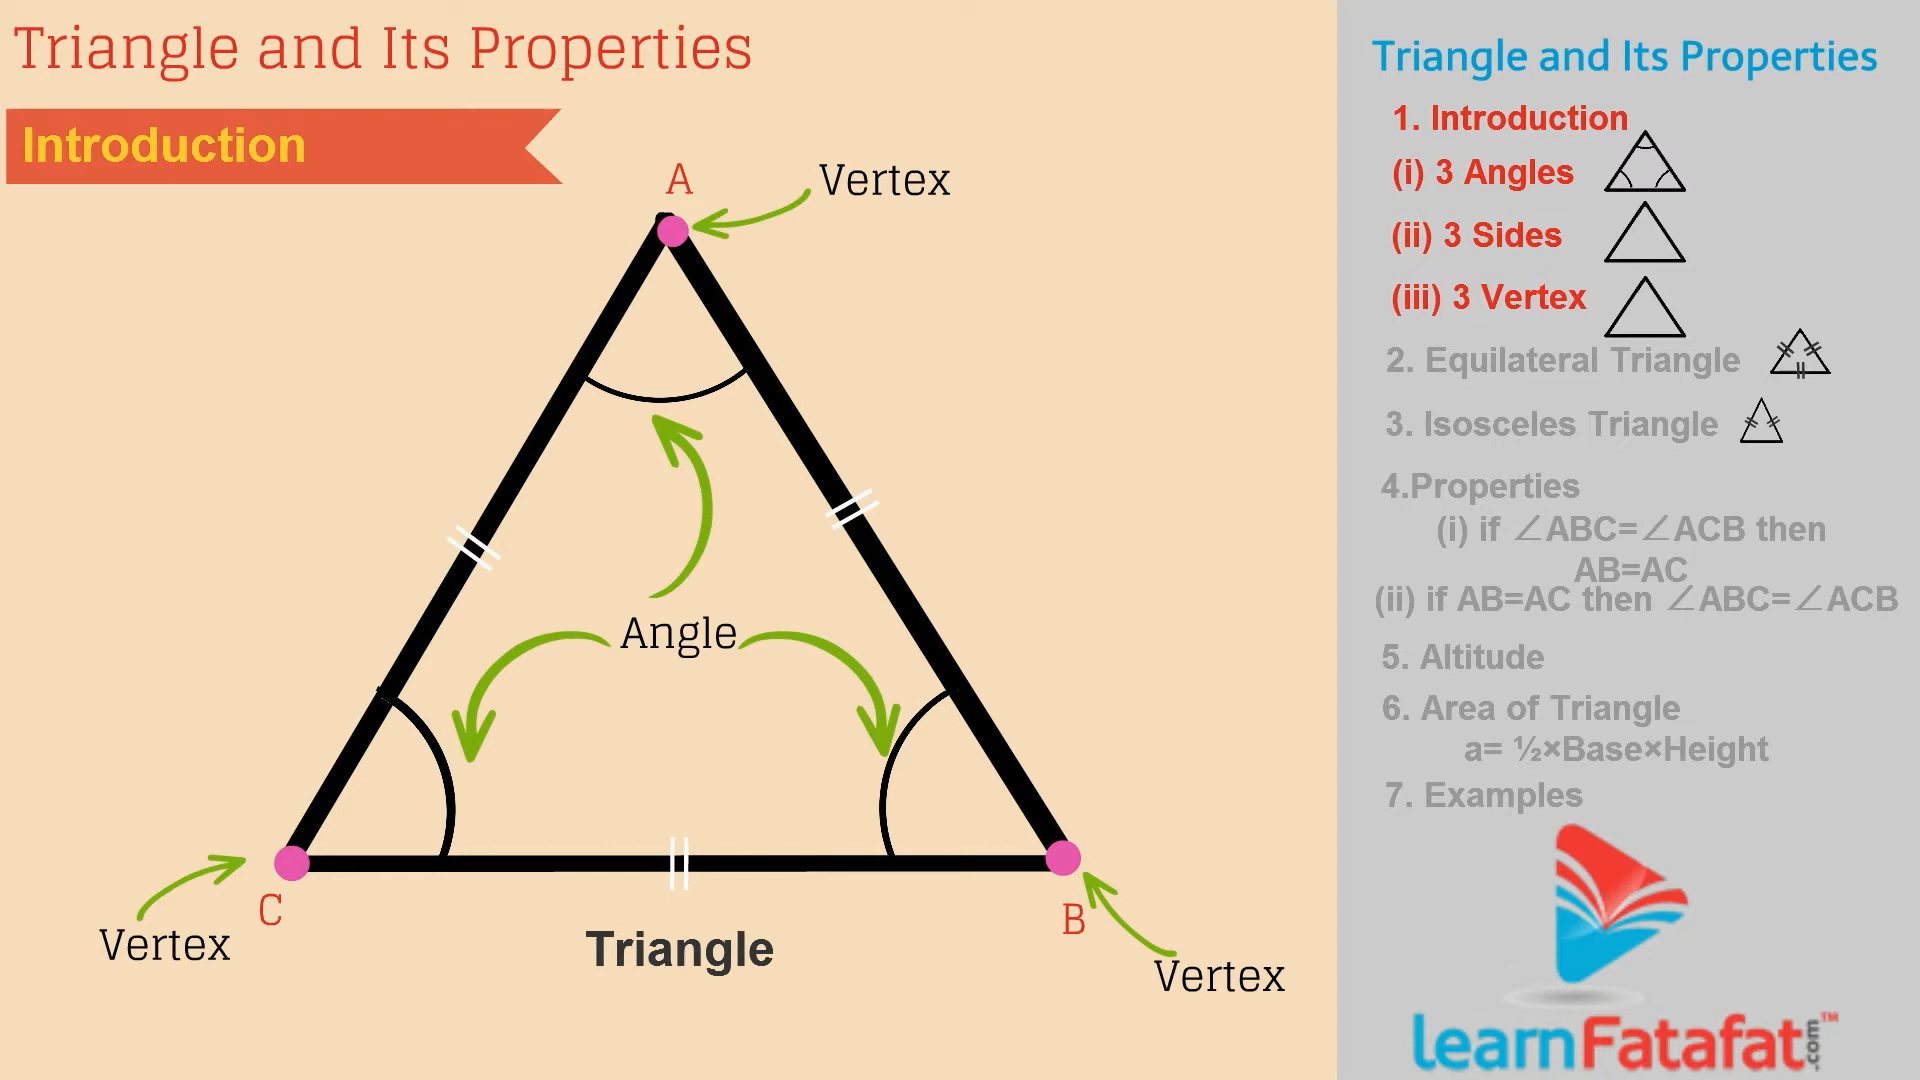 Triangle and Its Properties
Introduction
A
Vertex
Angle
C
Vertex
B
Vertex
Triangle
Triangle and Its Properties
1. Introduction
(i) 3 Angles
(ii) 3 Sides
(iii) 3 Vertex
2. Equilateral Triangle
3. Isosceles Triangle
4.Properties
(i) if ∠ABC=∠ACB then
AB=AC
(ii) if AB=AC then ∠ABC=∠ACB
5. Altitude
6. Area of Triangle
a= ½×Base×Height
7. Examples
learnFatafat.com™